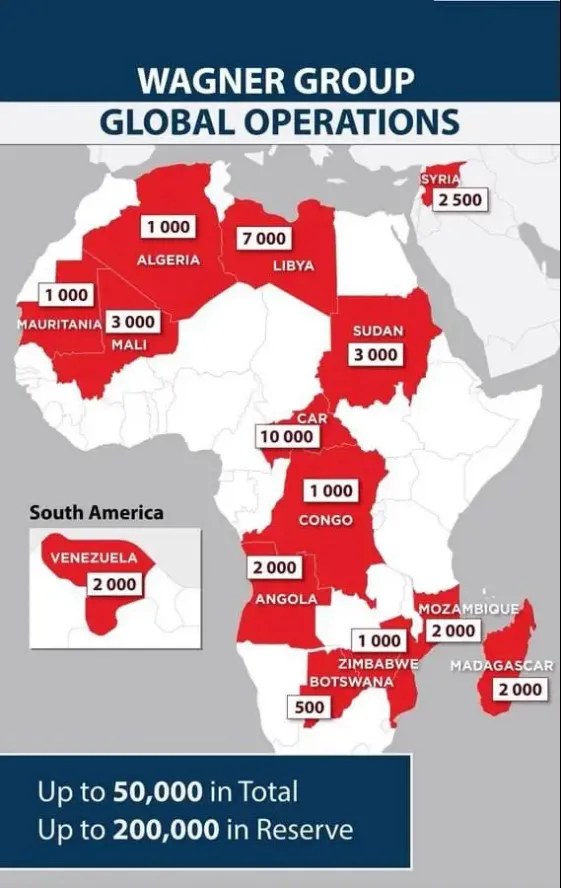 WAGNER GROUP
GLOBAL OPERATIONS
SYRIA
2 500
1 000
ALGERIA
7 000
LIBYA
1 000
MAURITANIA
3 000
MALI
SUDAN
3 000
CAR
10 000
1 000
CONGO
South America
VENEZUELA
2 000
2 000
ANGOLA
MOZAMBIQUE
2 000
1 000
ZIMBABWE
BOTSWANA
500
MADAGASCAR
2 000
Up to 50,000 in Total
Up to 200,000 in Reserve